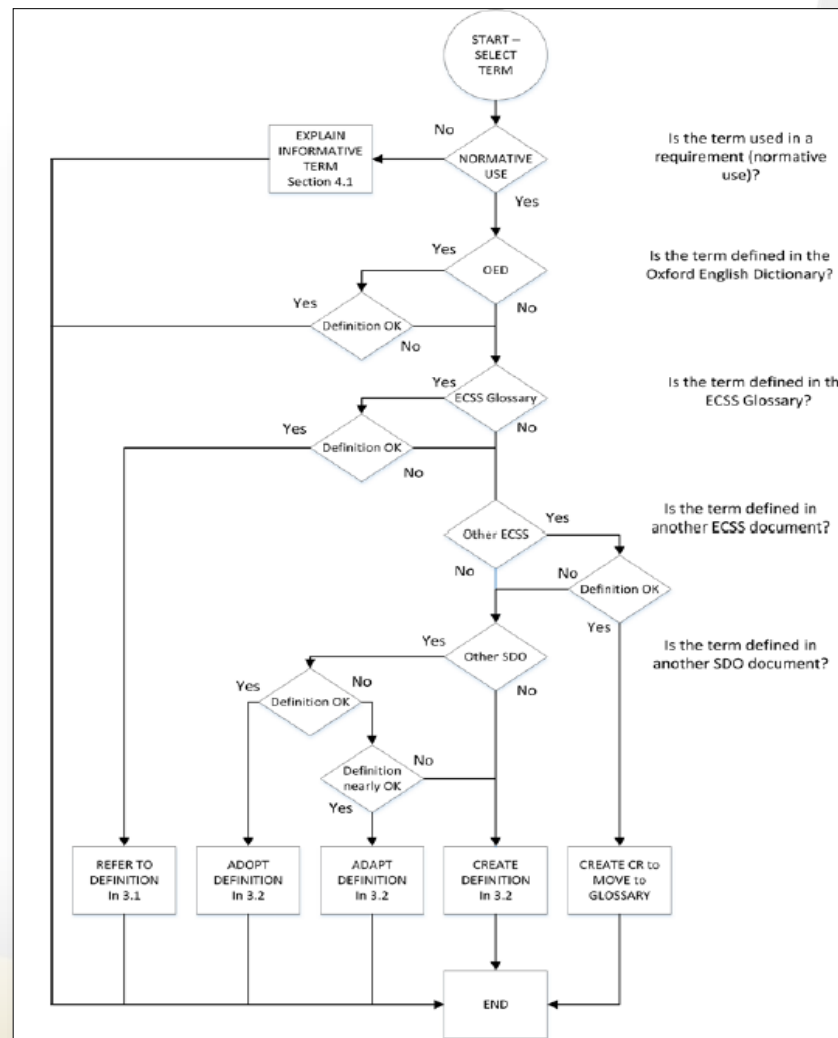 START –
SELECT
TERM
No
EXPLAIN
INFORMATIVE
TERM
Section 4.1
NORMATIVE
USE
Is the term used in a
requirement (normative
use)?
Yes
Yes
OED
Is the term defined in the
Oxford English Dictionary?
Yes
Definition OK
No
No
Yes
ECSS Glossary
Is the term defined in th
ECSS Glossary?
Yes
Definition OK
No
No
Other ECSS
Yes
Is the term defined in
another ECSS document?
No
No
Definition OK
Yes
Yes
Other SDO
Is the term defined in
another SDO document?
Yes
Definition OK
No
No
Definition
nearly OK
No
Yes
REFER TO
DEFINITION
In 3.1
ADOPT
DEFINITION
In 3.2
ADAPT
DEFINITION
In 3.2
CREATE
DEFINITION
In 3.2
CREATE CR to
MOVE to
GLOSSARY
END